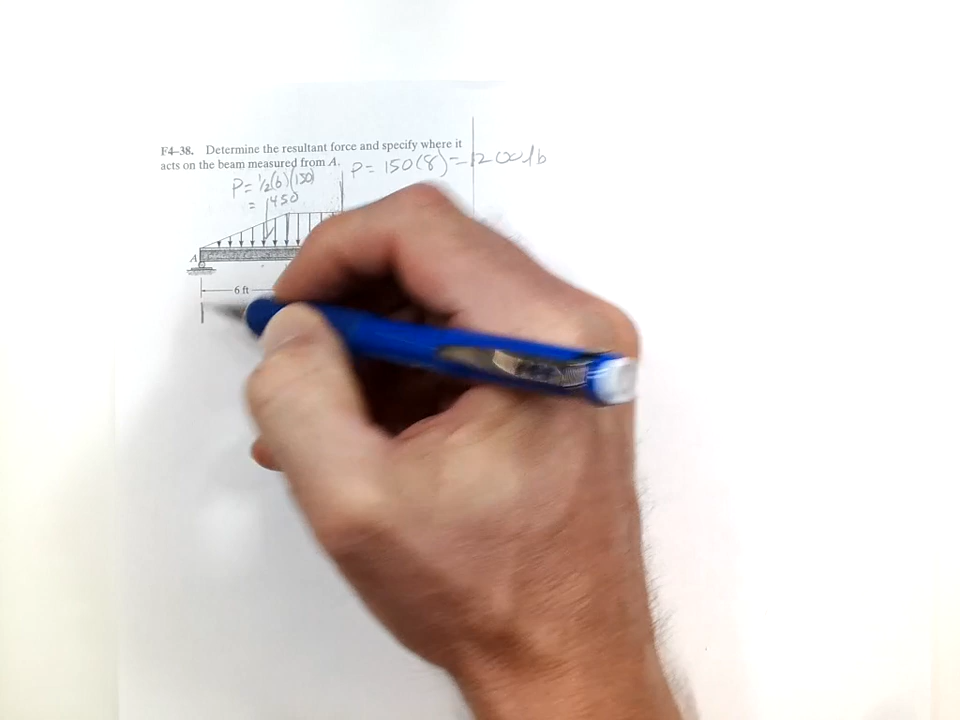 F4–38. Determine the resultant force and specify where it
acts on the beam measured from A.
P= 150(8)=1200 lb
P= 1/2(6)(150)
= 450
A
6 ft